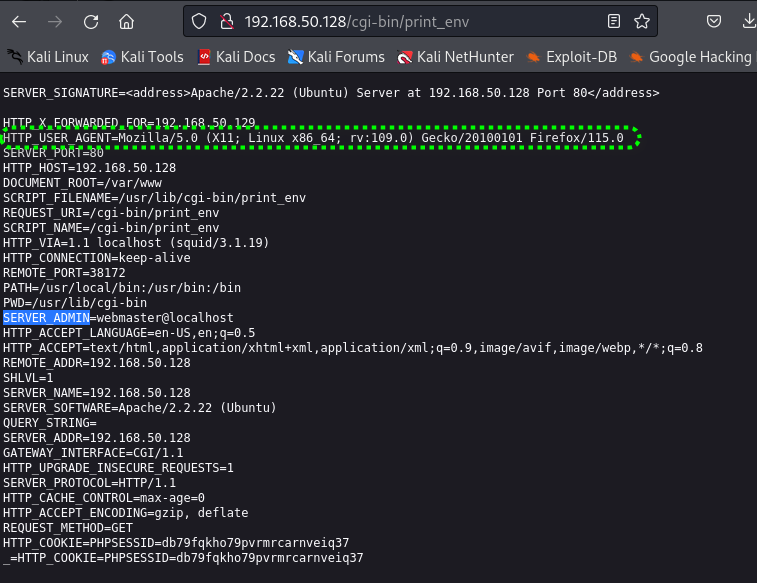 192.168.50.128/cgi-bin/print_env
Kali Linux Kali Tools Kali Docs Kali Forums Kali NetHunter Exploit-DB Google Hacking
SERVER_SIGNATURE=<address>Apache/2.2.22 (Ubuntu) Server at 192.168.50.128 Port 80</address>
HTTP_X_FORWARDED_FOR=192.168.50.129
HTTP_USER_AGENT=Mozilla/5.0 (X11; Linux x86_64; rv:109.0) Gecko/20100101 Firefox/115.0
SERVER_PORT=80
HTTP_HOST=192.168.50.128
DOCUMENT_ROOT=/var/www
SCRIPT_FILENAME=/usr/lib/cgi-bin/print_env
REQUEST_URI=/cgi-bin/print_env
SCRIPT_NAME=/cgi-bin/print_env
HTTP_VIA=1.1 localhost (squid/3.1.19)
HTTP_CONNECTION=keep-alive
REMOTE_PORT=38172
PATH=/usr/local/bin:/usr/bin:/bin
PWD=/usr/lib/cgi-bin
SERVER_ADMIN=webmaster@localhost
HTTP_ACCEPT_LANGUAGE=en-US,en;q=0.5
HTTP_ACCEPT=text/html,application/xhtml+xml,application/xml;q=0.9,image/avif,image/webp,*/*;q=0.8
REMOTE_ADDR=192.168.50.128
SHLVL=1
SERVER_NAME=192.168.50.128
SERVER_SOFTWARE=Apache/2.2.22 (Ubuntu)
QUERY_STRING=
SERVER_ADDR=192.168.50.128
GATEWAY_INTERFACE=CGI/1.1
HTTP_UPGRADE_INSECURE_REQUESTS=1
SERVER_PROTOCOL=HTTP/1.1
HTTP_CACHE_CONTROL=max-age=0
HTTP_ACCEPT_ENCODING=gzip, deflate
REQUEST_METHOD=GET
HTTP_COOKIE=PHPSESSID=db79fqkho79pvrmrcarnveiq37
_=HTTP_COOKIE=PHPSESSID=db79fqkho79pvrmrcarnveiq37